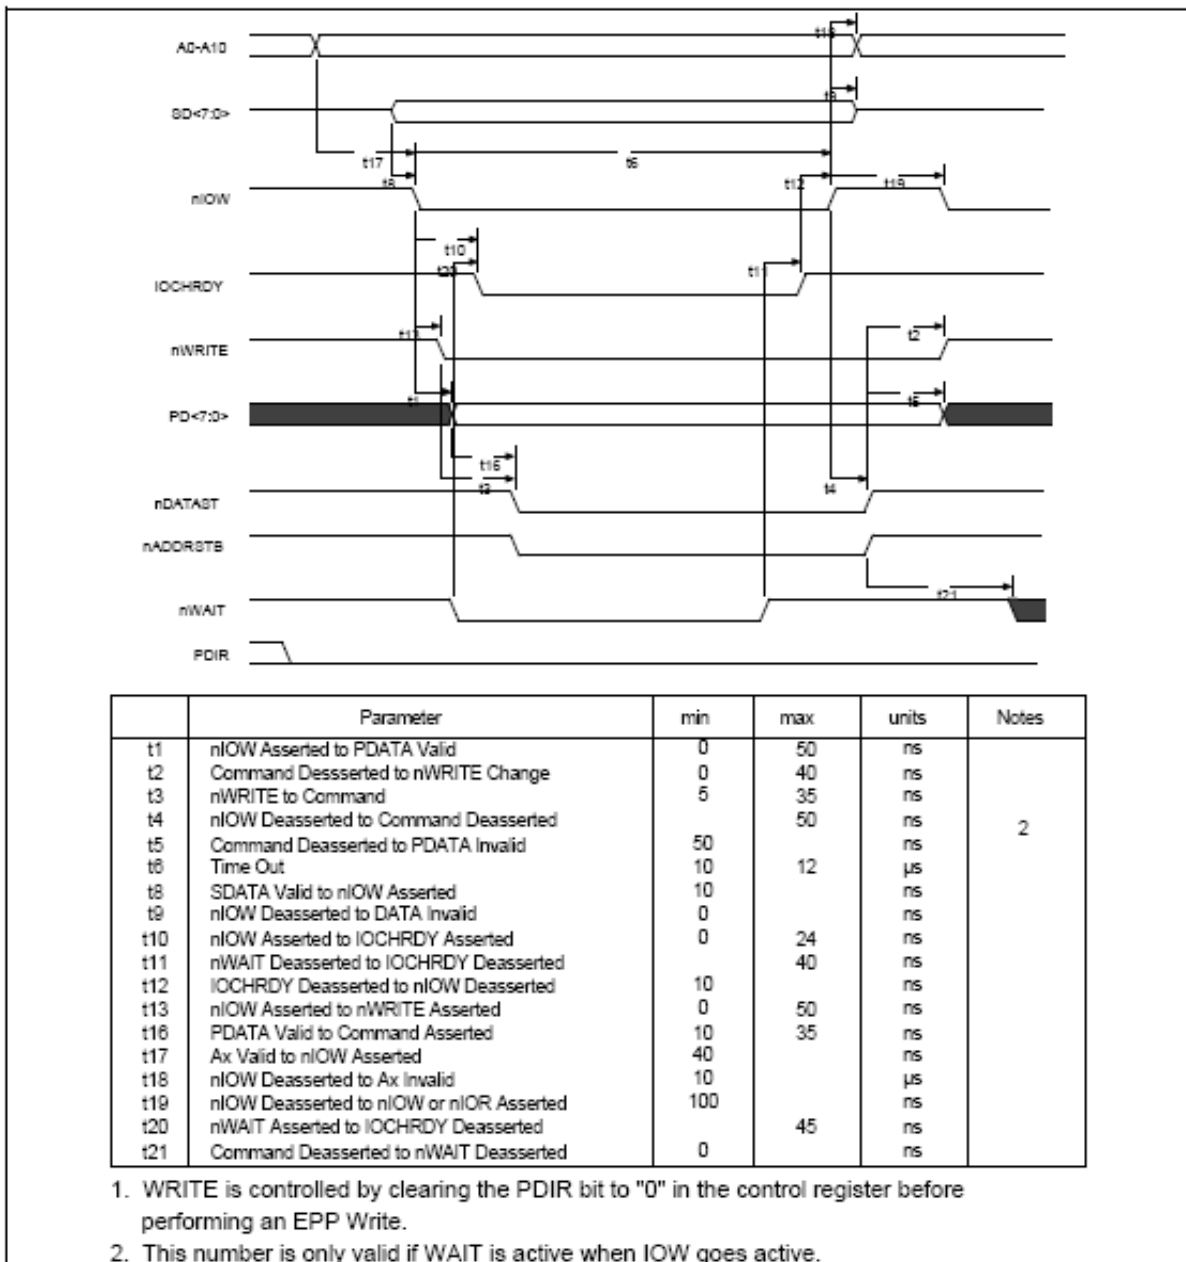 t18
A0-A10
t9
SD<7:0>
t17 t6
t8 t12 t19
nIOW
t10
t20 t11
IOCHRDY
t13 t2
nWRITE
t1 t5
PD<7:0>
t16
t3 t4
nDATAST
nADDRSTB
t21
nWAIT
PDIR
Parameter min max units Notes
t1 nIOW Asserted to PDATA Valid 0 50 ns
t2 Command Dessserted to nWRITE Change 0 40 ns
t3 nWRITE to Command 5 35 ns
t4 nIOW Deasserted to Command Deasserted 50 ns 2
t5 Command Deasserted to PDATA Invalid 50 ns
t6 Time Out 10 12 µs
t8 SDATA Valid to nIOW Asserted 10 ns
t9 nIOW Deasserted to DATA Invalid 0 ns
t10 nIOW Asserted to IOCHRDY Asserted 0 24 ns
t11 nWAIT Deasserted to IOCHRDY Deasserted 40 ns
t12 IOCHRDY Deasserted to nIOW Deasserted 10 ns
t13 nIOW Asserted to nWRITE Asserted 0 50 ns
t16 PDATA Valid to Command Asserted 10 35 ns
t17 Ax Valid to nIOW Asserted 40 ns
t18 nIOW Deasserted to Ax Invalid 10 µs
t19 nIOW Deasserted to nIOW or nIOR Asserted 100 ns
t20 nWAIT Asserted to IOCHRDY Deasserted 45 ns
t21 Command Deasserted to nWAIT Deasserted 0 ns
1. WRITE is controlled by clearing the PDIR bit to "0" in the control register before
performing an EPP Write.
2. This number is only valid if WAIT is active when IOW goes active.